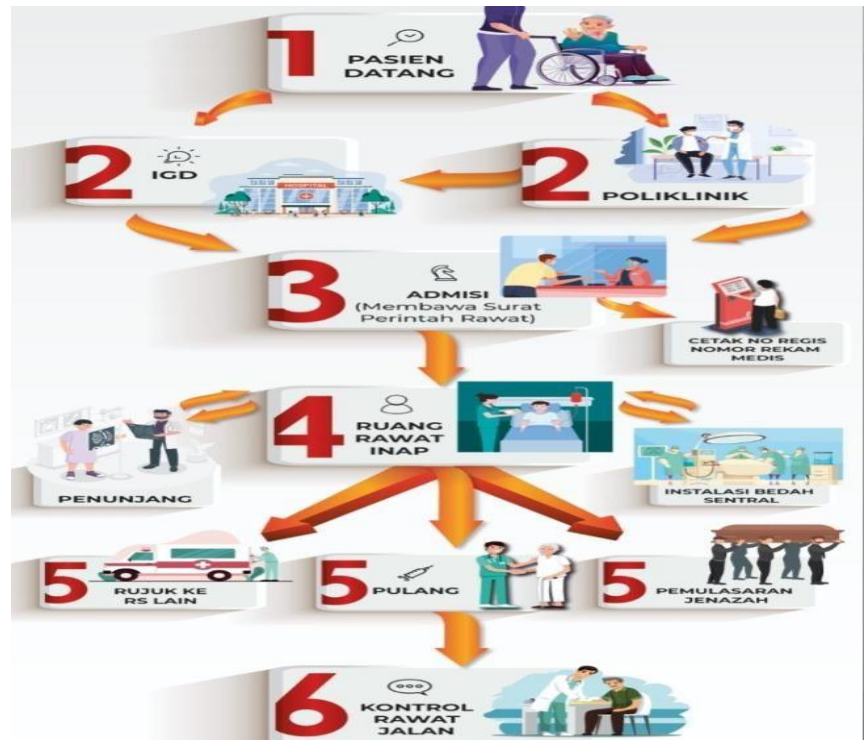 1
PASIEN
DATANG
2
IGD
HOSPITAL
2
POLIKLINIK
3
ADMISI
(Membawa Surat
Perintah Rawat)
CETAK NO REGIS
NOMOR REKAM
MEDIS
4
RUANG
RAWAT
INAP
PENUNJANG
INSTALASI BEDAH
SENTRAL
5
RUJUK KE
RS LAIN
5
PULANG
5
PEMULASARAN
JENAZAH
6
KONTROL
RAWAT
JALAN